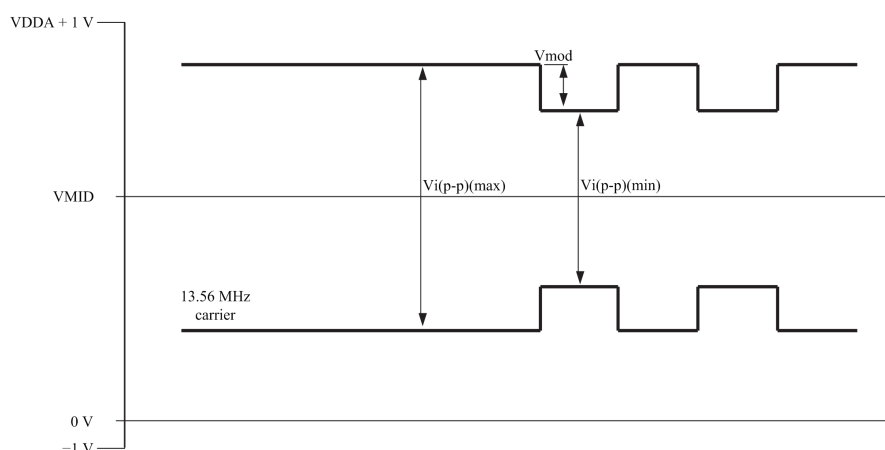 VDDA + 1 V
Vmod
Vi(p-p)(max)
Vi(p-p)(min)
VMID
13.56 MHz
carrier
0 V
−1 V